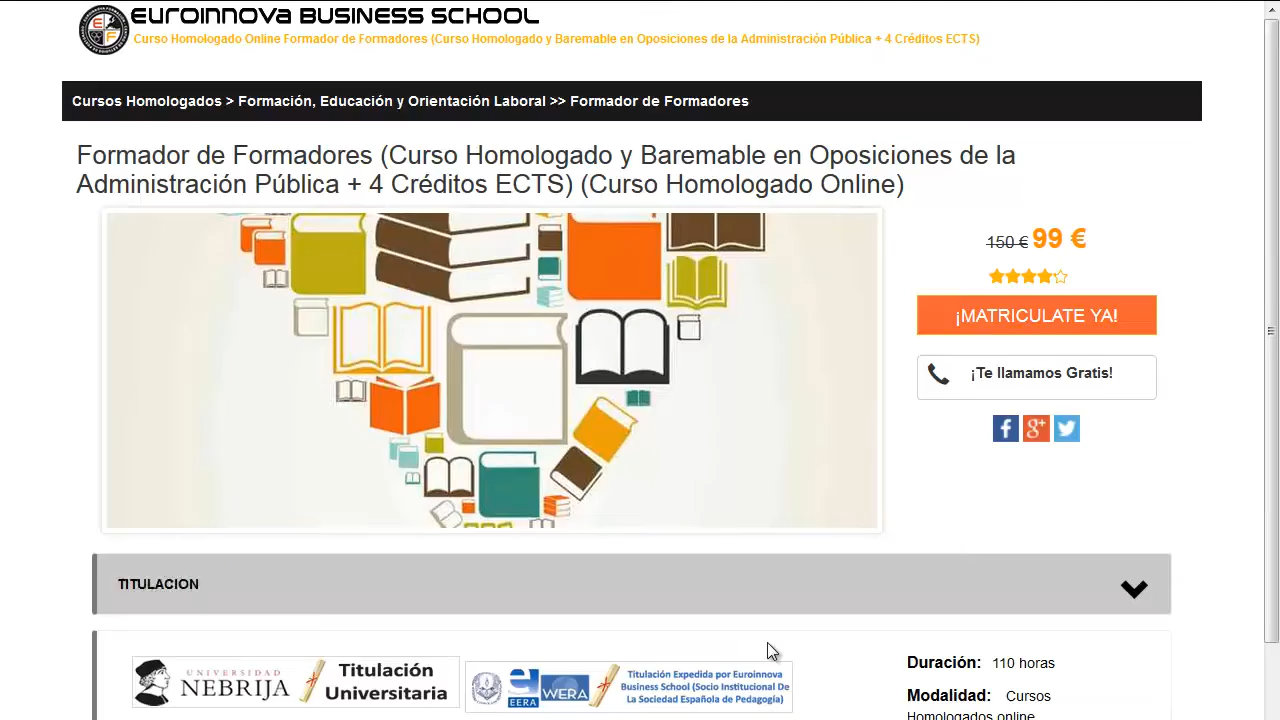 EUROINNOVA BUSINESS SCHOOL
Curso Homologado Online Formador de Formadores (Curso Homologado y Baremable en Oposiciones de la Administración Pública + 4 Créditos ECTS)
Cursos Homologados > Formación, Educación y Orientación Laboral >> Formador de Formadores
Formador de Formadores (Curso Homologado y Baremable en Oposiciones de la
Administración Pública + 4 Créditos ECTS) (Curso Homologado Online)
150 € 99 €
¡MATRICULATE YA!
¡Te llamamos Gratis!
TITULACION
UNIVERSIDAD
NEBRIJA
Titulación
Universitaria
EERA
WERA
Titulación Expedida por Euroinnova
Business School (Socio Institucional De
La Sociedad Española de Pedagogía)
Duración: 110 horas
Modalidad: Cursos
Homologados online